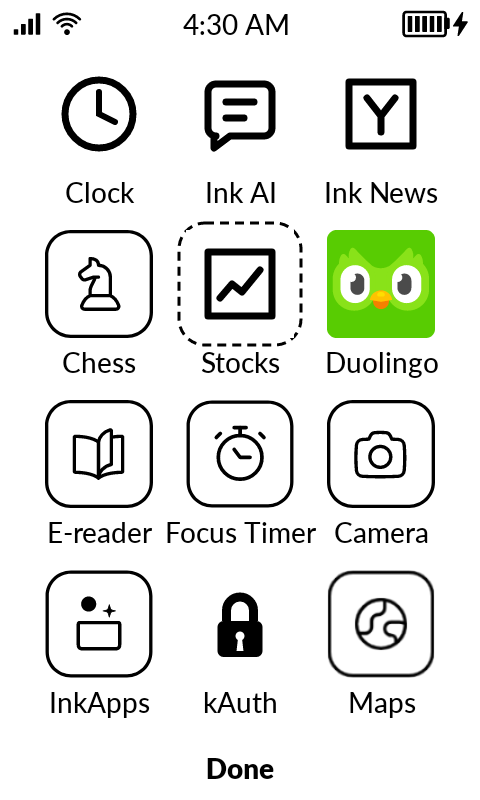 4:30 AM
Clock
Ink AI
Y
Ink News
Chess
Stocks
Duolingo
E-reader
Focus Timer
Camera
InkApps
kAuth
Maps
Done